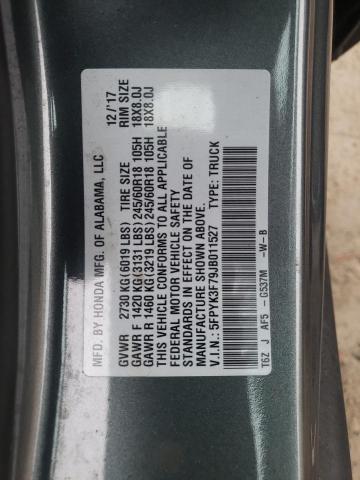 MFD. BY HONDA MFG. OF ALABAMA, LLC 12/'17
GVWR 2730 KG(6019 LBS) TIRE SIZE RIM SIZE
GAWR F 1420 KG(3131 LBS) 245/60R18 105H 18X8.0J
GAWR R 1460 KG(3219 LBS) 245/60R18 105H 18X8.0J
THIS VEHICLE CONFORMS TO ALL APPLICABLE
FEDERAL MOTOR VEHICLE SAFETY
STANDARDS IN EFFECT ON THE DATE OF
MANUFACTURE SHOWN ABOVE.
V.I.N.: 5FPYK3F79JB011527 TYPE: TRUCK
T6Z J AF5 - GS37M -W-B